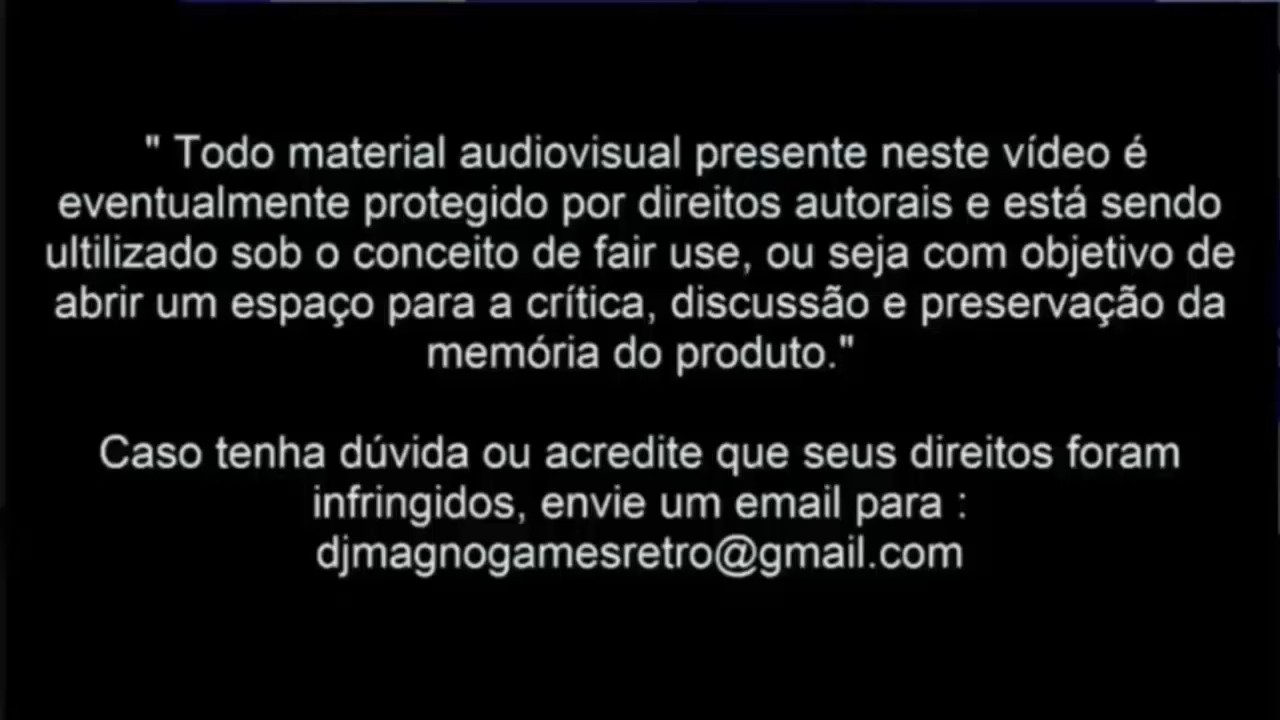 " Todo material audiovisual presente neste vídeo é
eventualmente protegido por direitos autorais e está sendo
ultilizado sob o conceito de fair use, ou seja com objetivo de
abrir um espaço para a crítica, discussão e preservação da
memória do produto."
Caso tenha dúvida ou acredite que seus direitos foram
infringidos, envie um email para :
djmagnogamesretro@gmail.com